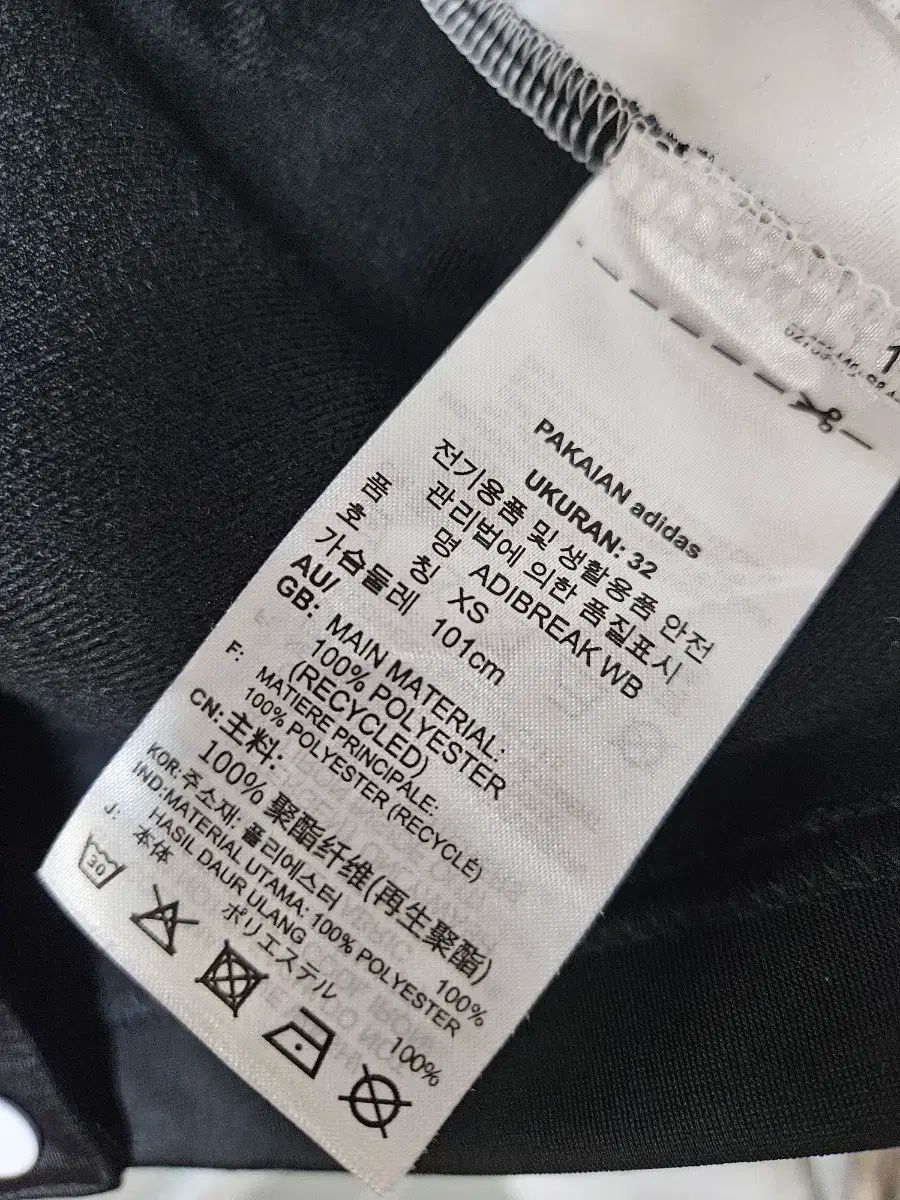 PAKAIAN adidas
UKURAN: 32
전기용품 및 생활용품 안전
관리법에 의한 품질표시
품 명 ADIBREAK WB
호 칭 XS
가슴둘레 101cm
AU/
GB: MAIN MATERIAL:
100% POLYESTER
(RECYCLED)
F: MATIERE PRINCIPALE:
100% POLYESTER (RECYCLÉ)
CN: 主料:
100% 聚酯纤维(再生聚酯)
KOR: 주소재: 폴리에스터 100%
IND:MATERIAL UTAMA: 100% POLYESTER
HASIL DAUR ULANG
J: 本体 ポリエステル 100%
30